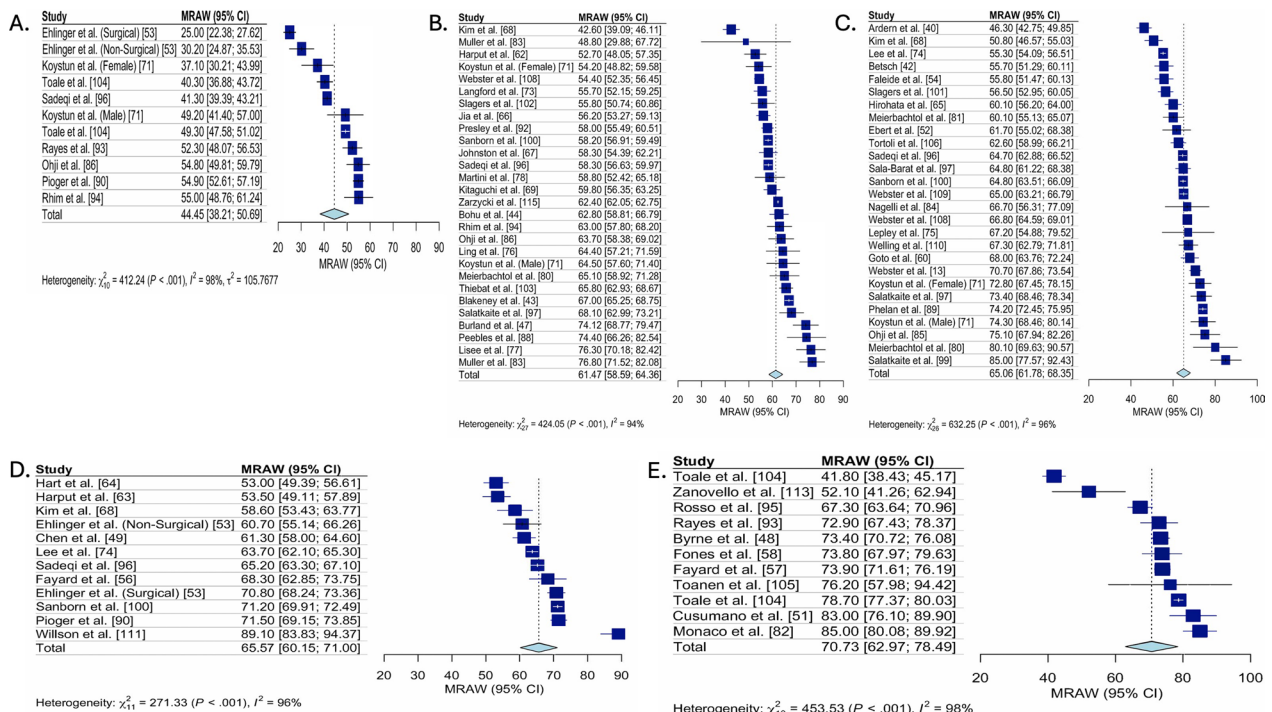 A.
Study MRAW (95% CI)
Ehlinger et al. (Surgical) [53] 25.00 [22.38; 27.62]
Ehlinger et al. (Non-Surgical) [53] 30.20 [24.87; 35.53]
Koystun et al. (Female) [71] 37.10 [30.21; 43.99]
Toale et al. [104] 40.30 [36.88; 43.72]
Sadeqi et al. [96] 41.30 [39.39; 43.21]
Koystun et al. (Male) [71] 49.20 [41.40; 57.00]
Toale et al. [104] 49.30 [47.58; 51.02]
Rayes et al. [93] 52.30 [48.07; 56.53]
Ohji et al. [86] 54.80 [49.81; 59.79]
Pioger et al. [90] 54.90 [52.61; 57.19]
Rhim et al. [94] 55.00 [48.76; 61.24]
Total 44.45 [38.21; 50.69]
20 30 40 50 60 70 80 90
MRAW (95% CI)
Heterogeneity: χ²₁₀ = 412.24 (P < .001), I² = 98%, τ² = 105.7677
B.
Study MRAW (95% CI)
Kim et al. [68] 42.60 [39.09; 46.11]
Muller et al. [83] 48.80 [29.88; 67.72]
Harput et al. [62] 52.70 [48.05; 57.35]
Koystun et al. (Female) [71] 54.20 [48.82; 59.58]
Webster et al. [108] 54.40 [52.35; 56.45]
Langford et al. [73] 55.70 [52.15; 59.25]
Slagers et al. [102] 55.80 [50.74; 60.86]
Jia et al. [66] 56.20 [53.27; 59.13]
Presley et al. [92] 58.00 [55.49; 60.51]
Sanborn et al. [100] 58.20 [56.91; 59.49]
Johnston et al. [67] 58.30 [54.39; 62.21]
Sadeqi et al. [96] 58.30 [56.63; 59.97]
Martini et al. [78] 58.80 [52.42; 65.18]
Kitaguchi et al. [69] 59.80 [56.35; 63.25]
Zarzycki et al. [115] 62.40 [62.05; 62.75]
Bohu et al. [44] 62.80 [58.81; 66.79]
Rhim et al. [94] 63.00 [57.80; 68.20]
Ohji et al. [86] 63.70 [58.38; 69.02]
Ling et al. [76] 64.40 [57.21; 71.59]
Koystun et al. (Male) [71] 64.50 [57.60; 71.40]
Meierbachtol et al. [80] 65.10 [58.92; 71.28]
Thiebat et al. [103] 65.80 [62.93; 68.67]
Blakeney et al. [43] 67.00 [65.25; 68.75]
Salatkaite et al. [97] 68.10 [62.99; 73.21]
Burland et al. [47] 74.12 [68.77; 79.47]
Peebles et al. [88] 74.40 [66.26; 82.54]
Lisee et al. [77] 76.30 [70.18; 82.42]
Muller et al. [83] 76.80 [71.52; 82.08]
Total 61.47 [58.59; 64.36]
20 30 40 50 60 70 80 90
MRAW (95% CI)
Heterogeneity: χ²₂₇ = 424.05 (P < .001), I² = 94%
C.
Study MRAW (95% CI)
Ardern et al. [40] 46.30 [42.75; 49.85]
Kim et al. [68] 50.80 [46.57; 55.03]
Lee et al. [74] 55.30 [54.09; 56.51]
Betsch [42] 55.70 [51.29; 60.11]
Faleide et al. [54] 55.80 [51.47; 60.13]
Slagers et al. [101] 56.50 [52.95; 60.05]
Hirohata et al. [65] 60.10 [56.20; 64.00]
Meierbachtol et al. [81] 60.10 [55.13; 65.07]
Ebert et al. [52] 61.70 [55.02; 68.38]
Tortoli et al. [106] 62.60 [58.99; 66.21]
Sadeqi et al. [96] 64.70 [62.88; 66.52]
Sala-Barat et al. [97] 64.80 [61.22; 68.38]
Sanborn et al. [100] 64.80 [63.51; 66.09]
Webster et al. [109] 65.00 [63.21; 66.79]
Nagelli et al. [84] 66.70 [56.31; 77.09]
Webster et al. [108] 66.80 [64.59; 69.01]
Lepley et al. [75] 67.20 [54.88; 79.52]
Welling et al. [110] 67.30 [62.79; 71.81]
Goto et al. [60] 68.00 [63.76; 72.24]
Webster et al. [13] 70.70 [67.86; 73.54]
Koystun et al. (Female) [71] 72.80 [67.45; 78.15]
Salatkaite et al. [97] 73.40 [68.46; 78.34]
Phelan et al. [89] 74.20 [72.45; 75.95]
Koystun et al. (Male) [71] 74.30 [68.46; 80.14]
Ohji et al. [85] 75.10 [67.94; 82.26]
Meierbachtol et al. [80] 80.10 [69.63; 90.57]
Salatkaite et al. [99] 85.00 [77.57; 92.43]
Total 65.06 [61.78; 68.35]
20 40 60 80 100
MRAW (95% CI)
Heterogeneity: χ²₂₆ = 632.25 (P < .001), I² = 96%
D.
Study MRAW (95% CI)
Hart et al. [64] 53.00 [49.39; 56.61]
Harput et al. [63] 53.50 [49.11; 57.89]
Kim et al. [68] 58.60 [53.43; 63.77]
Ehlinger et al. (Non-Surgical) [53] 60.70 [55.14; 66.26]
Chen et al. [49] 61.30 [58.00; 64.60]
Lee et al. [74] 63.70 [62.10; 65.30]
Sadeqi et al. [96] 65.20 [63.30; 67.10]
Fayard et al. [56] 68.30 [62.85; 73.75]
Ehlinger et al. (Surgical) [53] 70.80 [68.24; 73.36]
Sanborn et al. [100] 71.20 [69.91; 72.49]
Pioger et al. [90] 71.50 [69.15; 73.85]
Willson et al. [111] 89.10 [83.83; 94.37]
Total 65.57 [60.15; 71.00]
20 30 40 50 60 70 80 90
MRAW (95% CI)
Heterogeneity: χ²₁₁ = 271.33 (P < .001), I² = 96%
E.
Study MRAW (95% CI)
Toale et al. [104] 41.80 [38.43; 45.17]
Zanovello et al. [113] 52.10 [41.26; 62.94]
Rosso et al. [95] 67.30 [63.64; 70.96]
Rayes et al. [93] 72.90 [67.43; 78.37]
Byrne et al. [48] 73.40 [70.72; 76.08]
Fones et al. [58] 73.80 [67.97; 79.63]
Fayard et al. [57] 73.90 [71.61; 76.19]
Toanen et al. [105] 76.20 [57.98; 94.42]
Toale et al. [104] 78.70 [77.37; 80.03]
Cusumano et al. [51] 83.00 [76.10; 89.90]
Monaco et al. [82] 85.00 [80.08; 89.92]
Total 70.73 [62.97; 78.49]
20 40 60 80 100
MRAW (95% CI)
Heterogeneity: = 453.53 (P < .001), I² = 98%